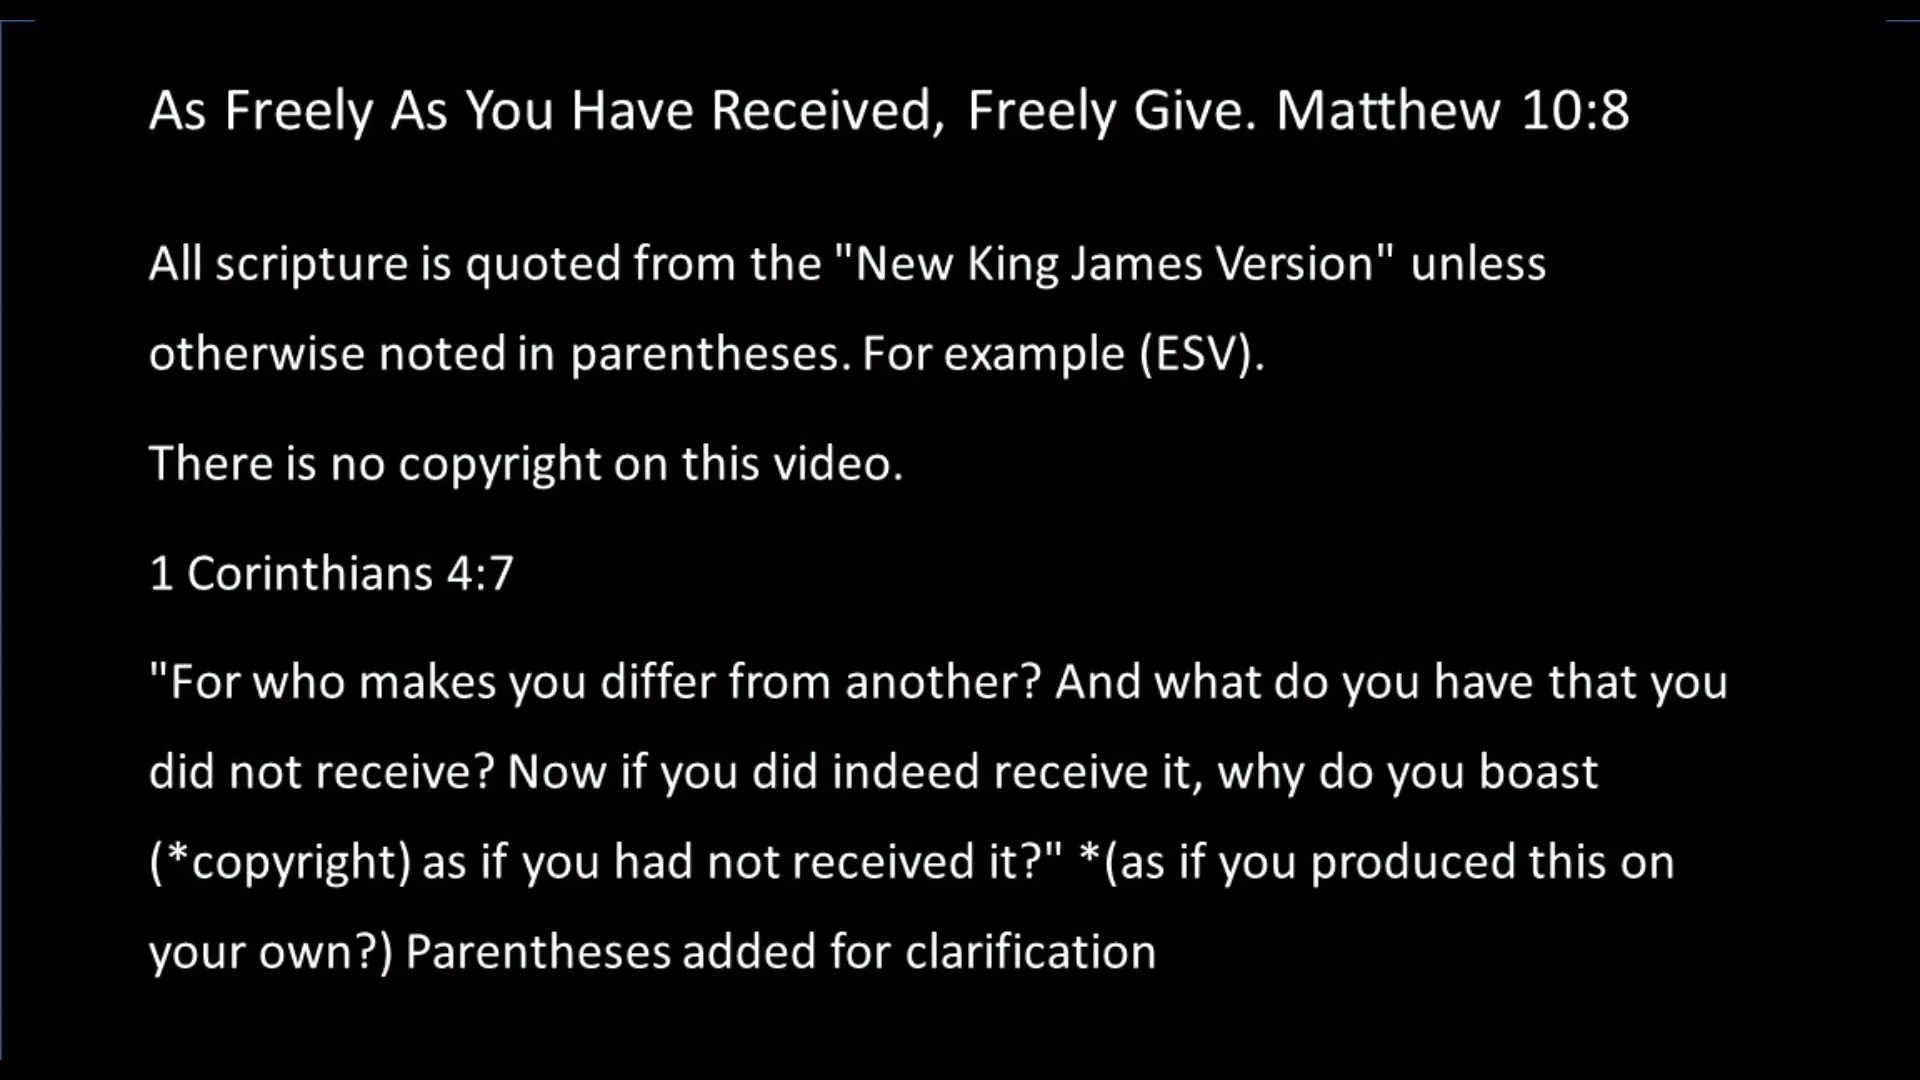 As Freely As You Have Received, Freely Give. Matthew 10:8
All scripture is quoted from the "New King James Version" unless
otherwise noted in parentheses. For example (ESV).
There is no copyright on this video.
1 Corinthians 4:7
"For who makes you differ from another? And what do you have that you
did not receive? Now if you did indeed receive it, why do you boast
(*copyright) as if you had not received it?" *(as if you produced this on
your own?) Parentheses added for clarification